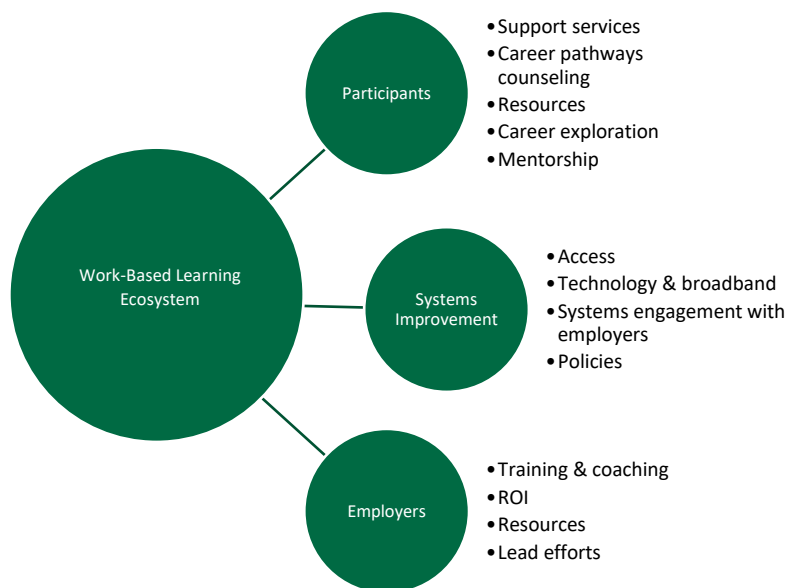 Work-Based Learning
Ecosystem
Participants
•Support services
•Career pathways
counseling
•Resources
•Career exploration
•Mentorship
Systems
Improvement
•Access
•Technology & broadband
•Systems engagement with
employers
•Policies
Employers
•Training & coaching
•ROI
•Resources
•Lead efforts